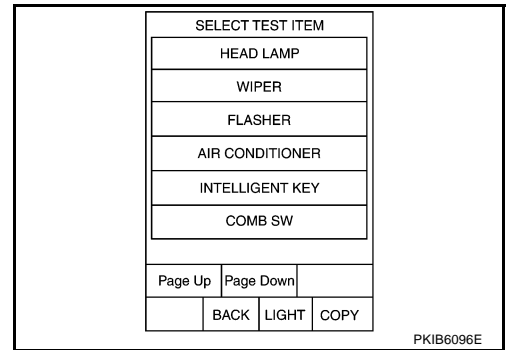 SELECT TEST ITEM
HEAD LAMP
WIPER
FLASHER
AIR CONDITIONER
INTELLIGENT KEY
COMB SW
Page Up Page Down
BACK LIGHT COPY
PKIB6096E